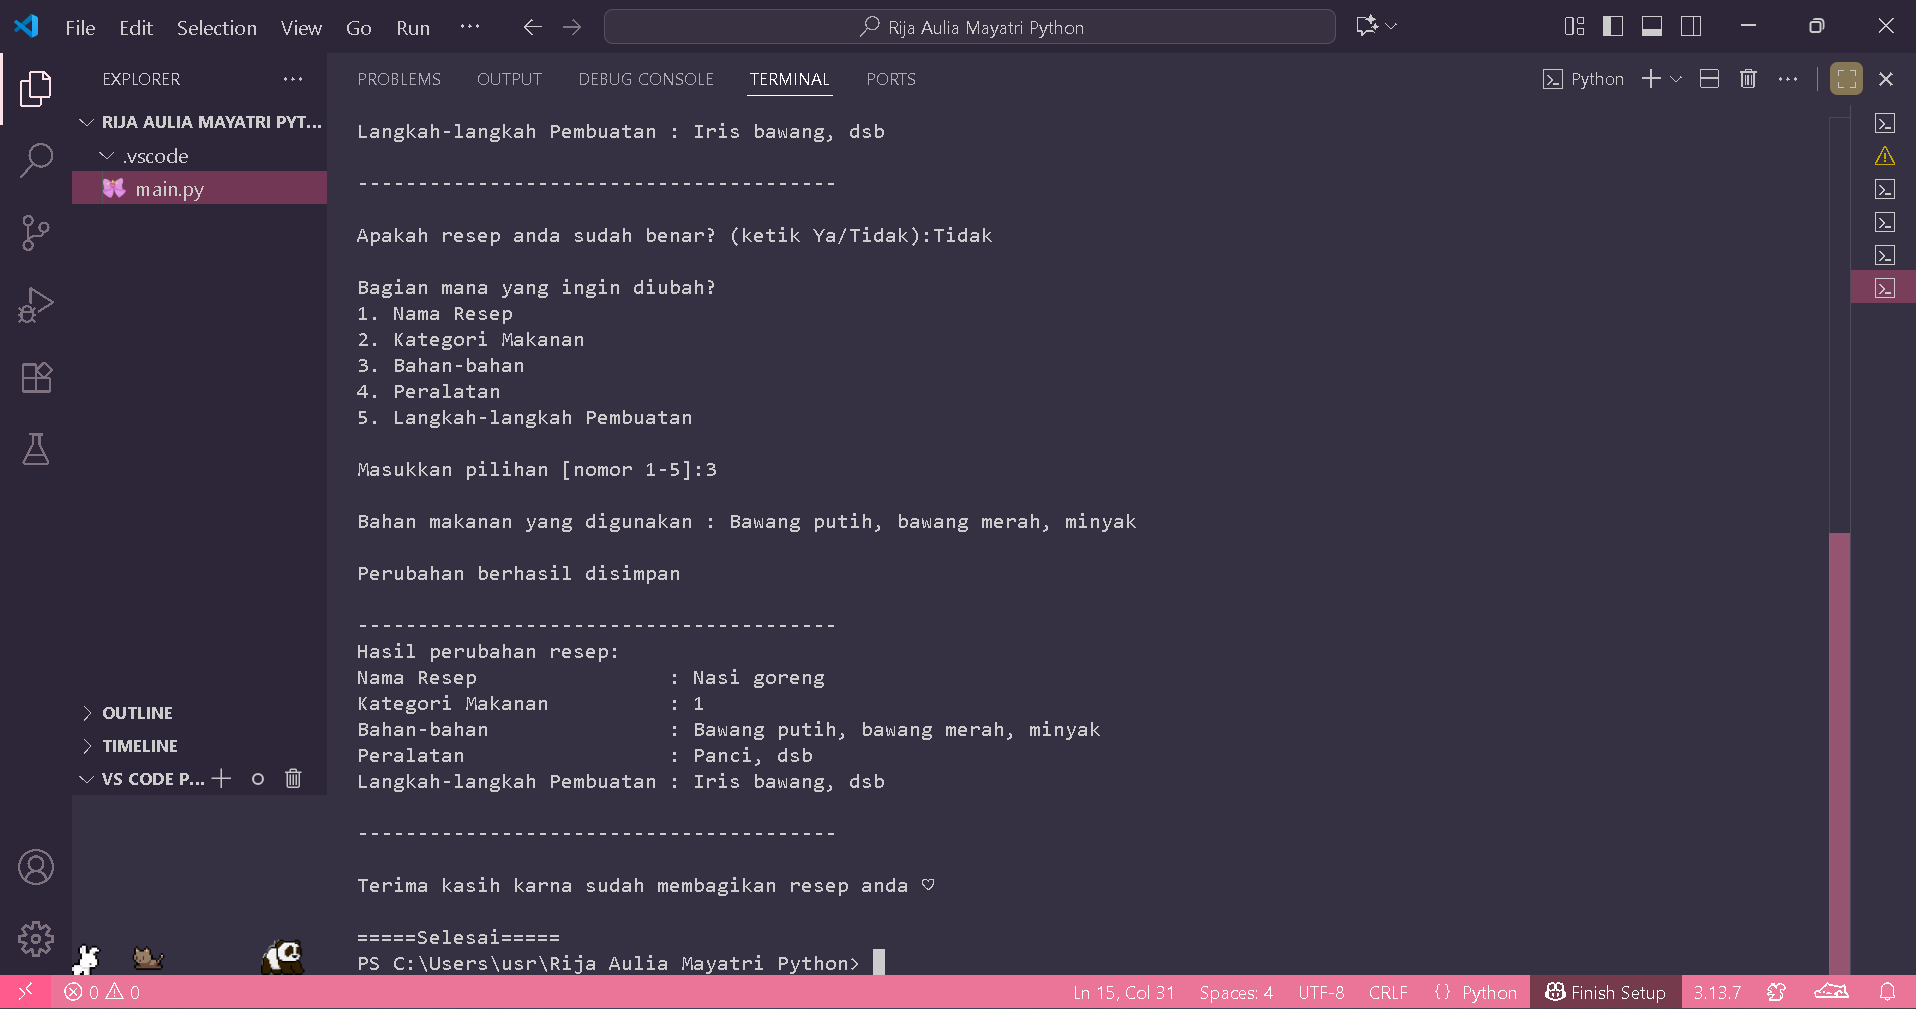 File Edit Selection View Go Run ... Rija Aulia Mayatri Python
EXPLORER
RIJA AULIA MAYATRI PYT...
.vscode
main.py
OUTLINE
TIMELINE
VS CODE P...
PROBLEMS OUTPUT DEBUG CONSOLE TERMINAL PORTS Python
Langkah-langkah Pembuatan : Iris bawang, dsb
----------------------------------------
Apakah resep anda sudah benar? (ketik Ya/Tidak):Tidak
Bagian mana yang ingin diubah?
1. Nama Resep
2. Kategori Makanan
3. Bahan-bahan
4. Peralatan
5. Langkah-langkah Pembuatan
Masukkan pilihan [nomor 1-5]:3
Bahan makanan yang digunakan : Bawang putih, bawang merah, minyak
Perubahan berhasil disimpan
----------------------------------------
Hasil perubahan resep:
Nama Resep : Nasi goreng
Kategori Makanan : 1
Bahan-bahan : Bawang putih, bawang merah, minyak
Peralatan : Panci, dsb
Langkah-langkah Pembuatan : Iris bawang, dsb
----------------------------------------
Terima kasih karna sudah membagikan resep anda ♡
=====Selesai=====
PS C:\Users\usr\Rija Aulia Mayatri Python>
0 0 Ln 15, Col 31 Spaces: 4 UTF-8 CRLF {} Python Finish Setup 3.13.7